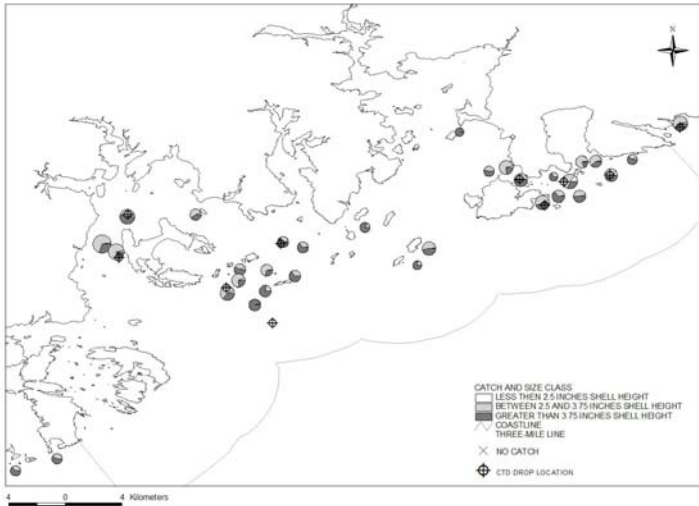 N
CATCH AND SIZE CLASS
LESS THEN 2.5 INCHES SHELL HEIGHT
BETWEEN 2.5 AND 3.75 INCHES SHELL HEIGHT
GREATER THAN 3.75 INCHES SHELL HEIGHT
COASTLINE
THREE-MILE LINE
NO CATCH
CTD DROP LOCATION
4 0 4 Kilometers